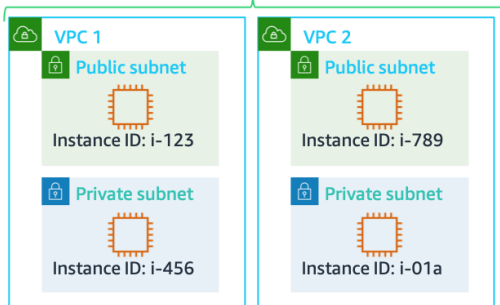 VPC 1
Public subnet
Instance ID: i-123
Private subnet
Instance ID: i-456
VPC 2
Public subnet
Instance ID: i-789
Private subnet
Instance ID: i-01a